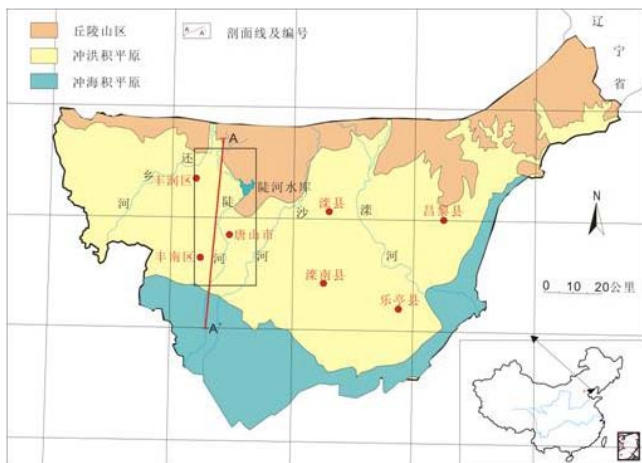 丘陵山区
A A' 剖面线及编号
冲洪积平原
冲海积平原
辽
宁
省
A
还
乡
河
丰润区
陡
河
陡河水库
沙
河
滦县
滦
河
昌黎县
唐山市
丰南区
滦南县
乐亭县
A'
N
0 10 20公里